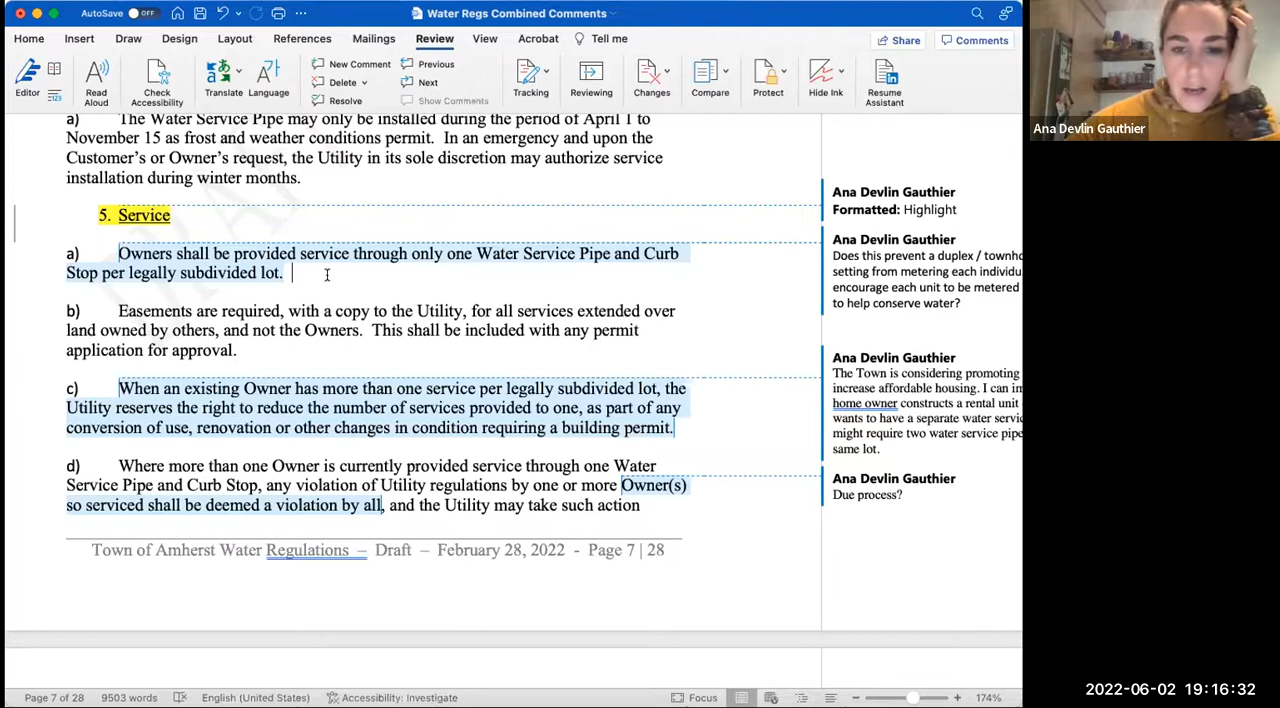 AutoSave OFF
Water Regs Combined Comments
Home Insert Draw Design Layout References Mailings Review View Acrobat Tell me Share Comments
Editor
Read Aloud
Check Accessibility
Translate
Language
New Comment
Delete
Resolve
Previous
Next
Show Comments
Tracking
Reviewing
Changes
Compare
Protect
Hide Ink
Resume Assistant
a) The Water Service Pipe may only be installed during the period of April 1 to
November 15 as frost and weather conditions permit. In an emergency and upon the
Customer's or Owner's request, the Utility in its sole discretion may authorize service
installation during winter months.
5. Service
a) Owners shall be provided service through only one Water Service Pipe and Curb
Stop per legally subdivided lot.
b) Easements are required, with a copy to the Utility, for all services extended over
land owned by others, and not the Owners. This shall be included with any permit
application for approval.
c) When an existing Owner has more than one service per legally subdivided lot, the
Utility reserves the right to reduce the number of services provided to one, as part of any
conversion of use, renovation or other changes in condition requiring a building permit.
d) Where more than one Owner is currently provided service through one Water
Service Pipe and Curb Stop, any violation of Utility regulations by one or more Owner(s)
so serviced shall be deemed a violation by all, and the Utility may take such action
Town of Amherst Water Regulations – Draft – February 28, 2022 - Page 7 | 28
Ana Devlin Gauthier
Formatted: Highlight
Ana Devlin Gauthier
Does this prevent a duplex / townho
setting from metering each individu
encourage each unit to be metered
to help conserve water?
Ana Devlin Gauthier
The Town is considering promoting
increase affordable housing. I can im
home owner constructs a rental unit
wants to have a separate water servic
might require two water service pipe
same lot.
Ana Devlin Gauthier
Due process?
Page 7 of 28 9503 words English (United States) Accessibility: Investigate Focus 174%
Ana Devlin Gauthier
2022-06-02 19:16:32